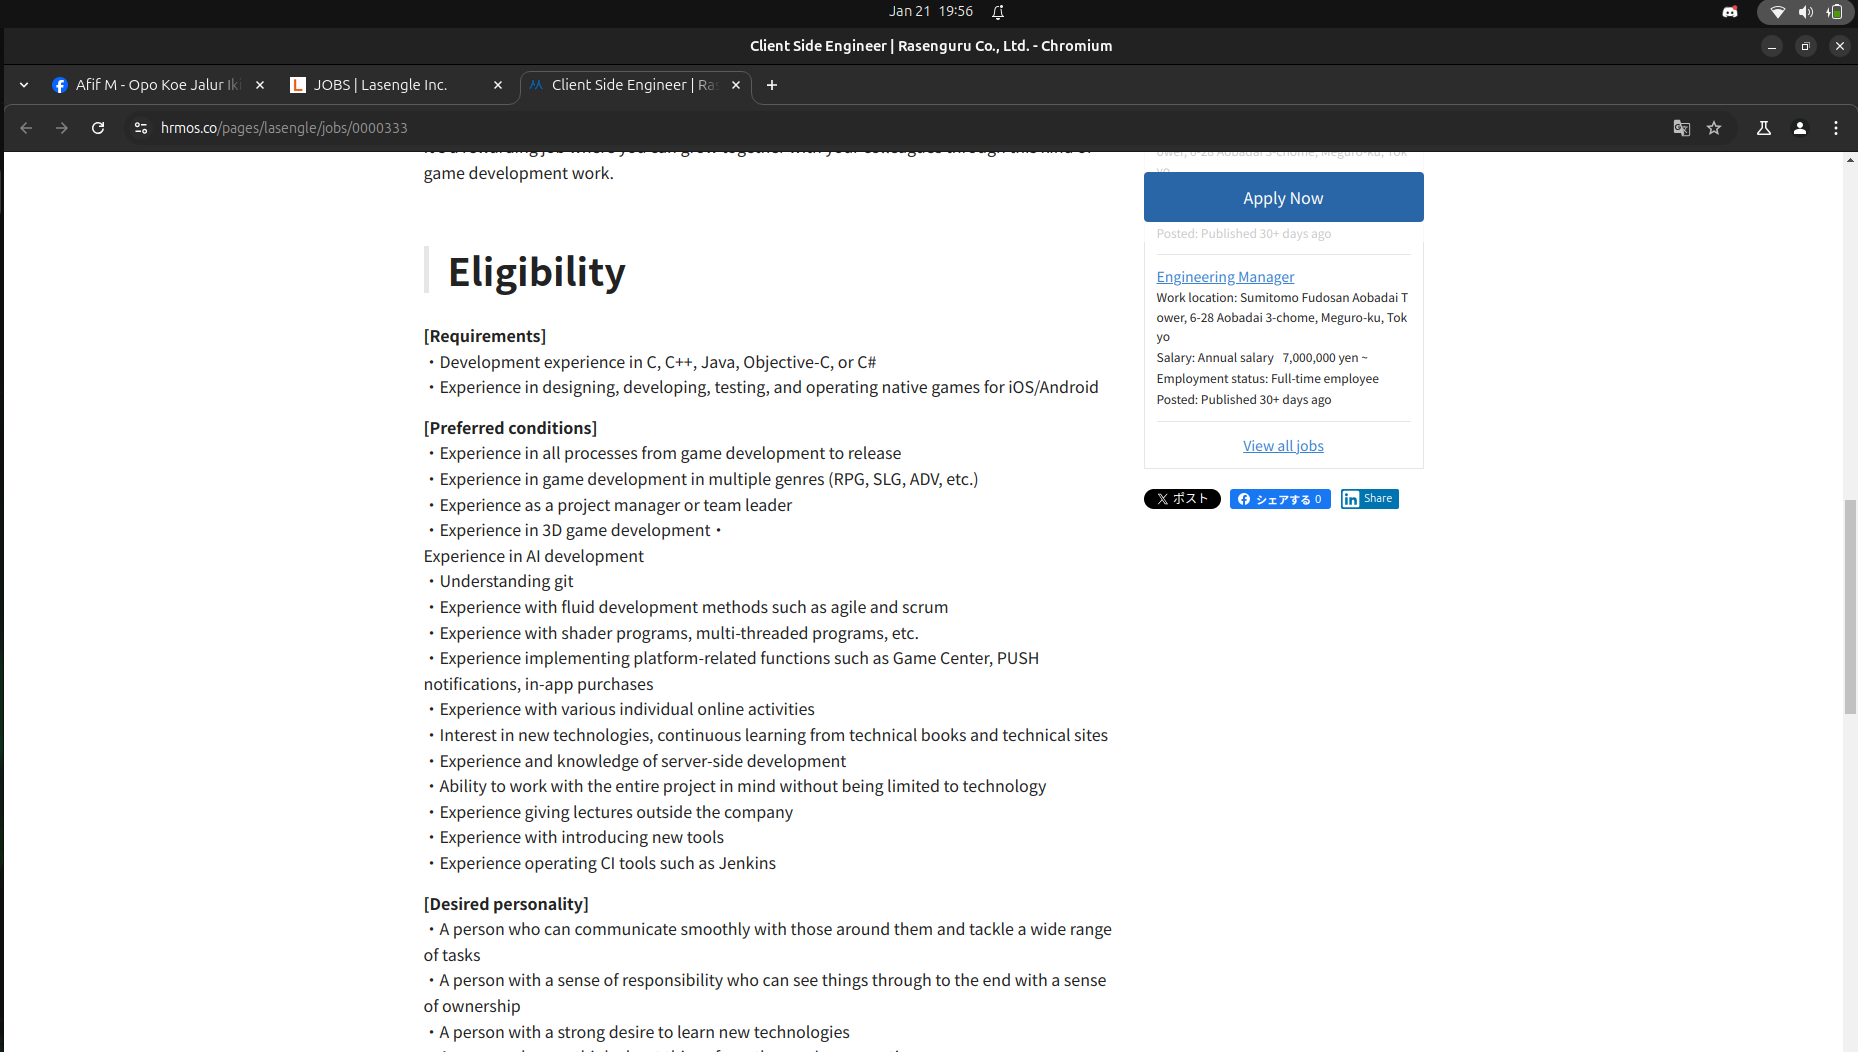 Jan 21 19:56
Client Side Engineer | Rasenguru Co., Ltd. - Chromium
Afif M - Opo Koe Jalur Iki
JOBS | Lasengle Inc.
Client Side Engineer | Ras
hrmos.co/pages/lasengle/jobs/0000333
game development work.
Eligibility
[Requirements]
・Development experience in C, C++, Java, Objective-C, or C#
・Experience in designing, developing, testing, and operating native games for iOS/Android
[Preferred conditions]
・Experience in all processes from game development to release
・Experience in game development in multiple genres (RPG, SLG, ADV, etc.)
・Experience as a project manager or team leader
・Experience in 3D game development・
Experience in AI development
・Understanding git
・Experience with fluid development methods such as agile and scrum
・Experience with shader programs, multi-threaded programs, etc.
・Experience implementing platform-related functions such as Game Center, PUSH
notifications, in-app purchases
・Experience with various individual online activities
・Interest in new technologies, continuous learning from technical books and technical sites
・Experience and knowledge of server-side development
・Ability to work with the entire project in mind without being limited to technology
・Experience giving lectures outside the company
・Experience with introducing new tools
・Experience operating CI tools such as Jenkins
[Desired personality]
・A person who can communicate smoothly with those around them and tackle a wide range
of tasks
・A person with a sense of responsibility who can see things through to the end with a sense
of ownership
・A person with a strong desire to learn new technologies
ower, 6-28 Aobadai 3-chome, Meguro-ku, Tok
yo
Apply Now
Posted: Published 30+ days ago
Engineering Manager
Work location: Sumitomo Fudosan Aobadai T
ower, 6-28 Aobadai 3-chome, Meguro-ku, Tok
yo
Salary: Annual salary 7,000,000 yen ~
Employment status: Full-time employee
Posted: Published 30+ days ago
View all jobs
ポスト
シェアする 0
Share